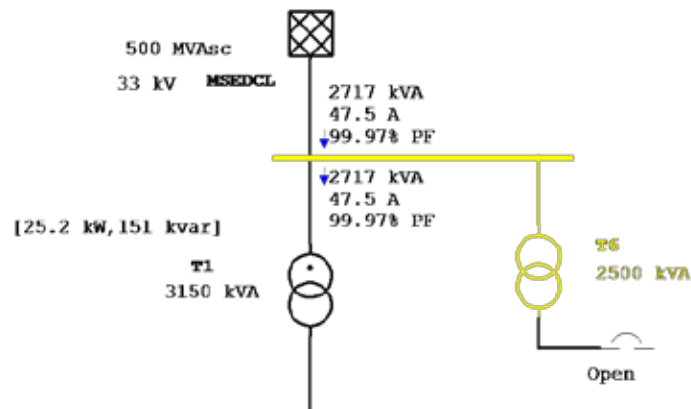 500 MVAsc
33 kV MSEDCL
2717 kVA
47.5 A
99.97% PF
2717 kVA
47.5 A
99.97% PF
[25.2 kW,151 kvar]
T1
3150 kVA
T6
2500 kVA
Open